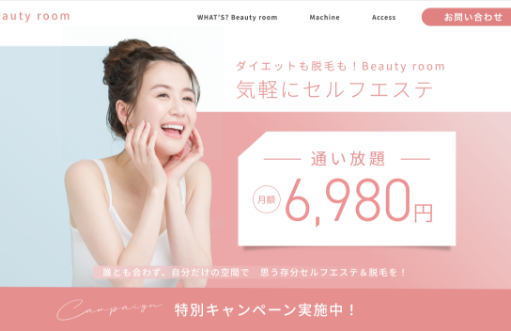 eauty room
WHAT'S? Beauty room Machine Access お問い合わせ
ダイエットも脱毛も！Beauty room
気軽にセルフエステ
通い放題
月額 6,980円
誰とも会わず、自分だけの空間で 思う存分セルフエステ＆脱毛を！
Campaign 特別キャンペーン実施中！